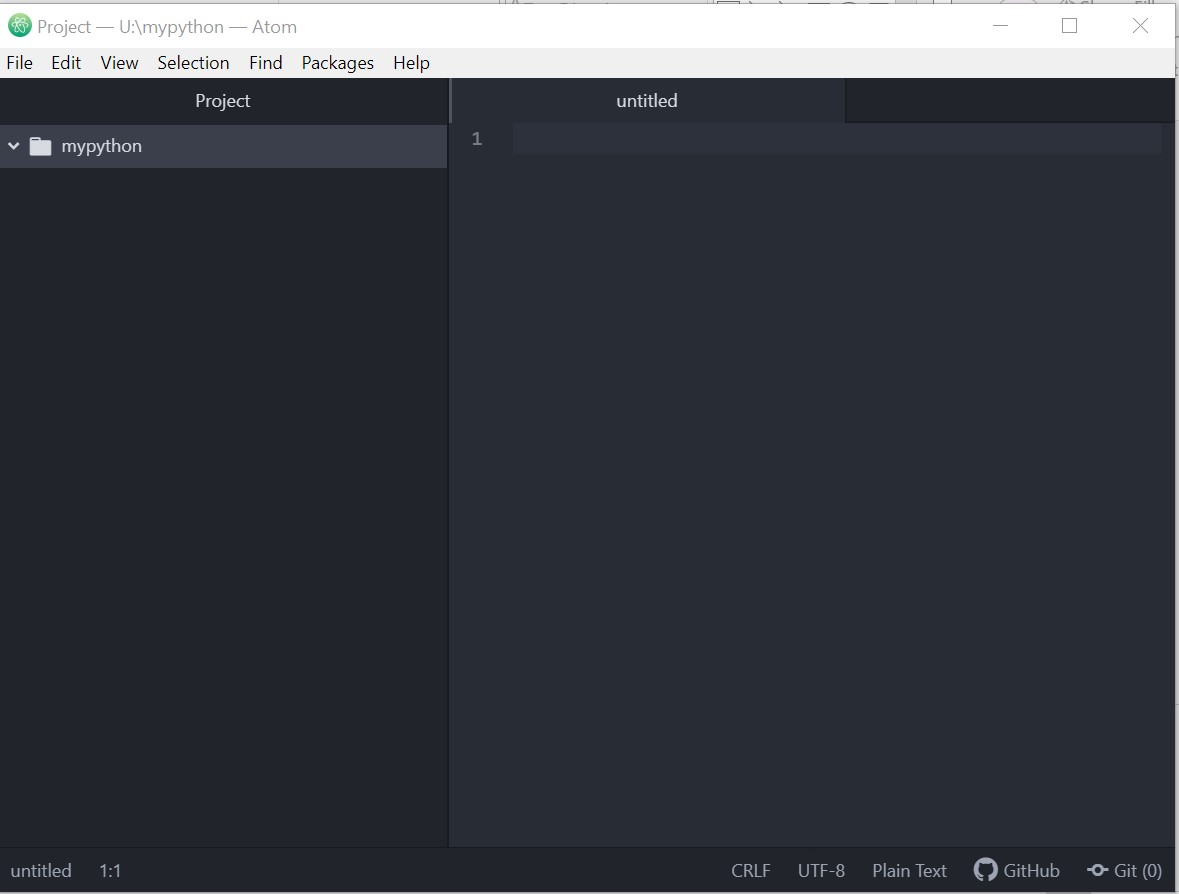 Project — U:\mypython — Atom
File Edit View Selection Find Packages Help
Project
untitled
mypython
1
untitled 1:1 CRLF UTF-8 Plain Text GitHub Git (0)